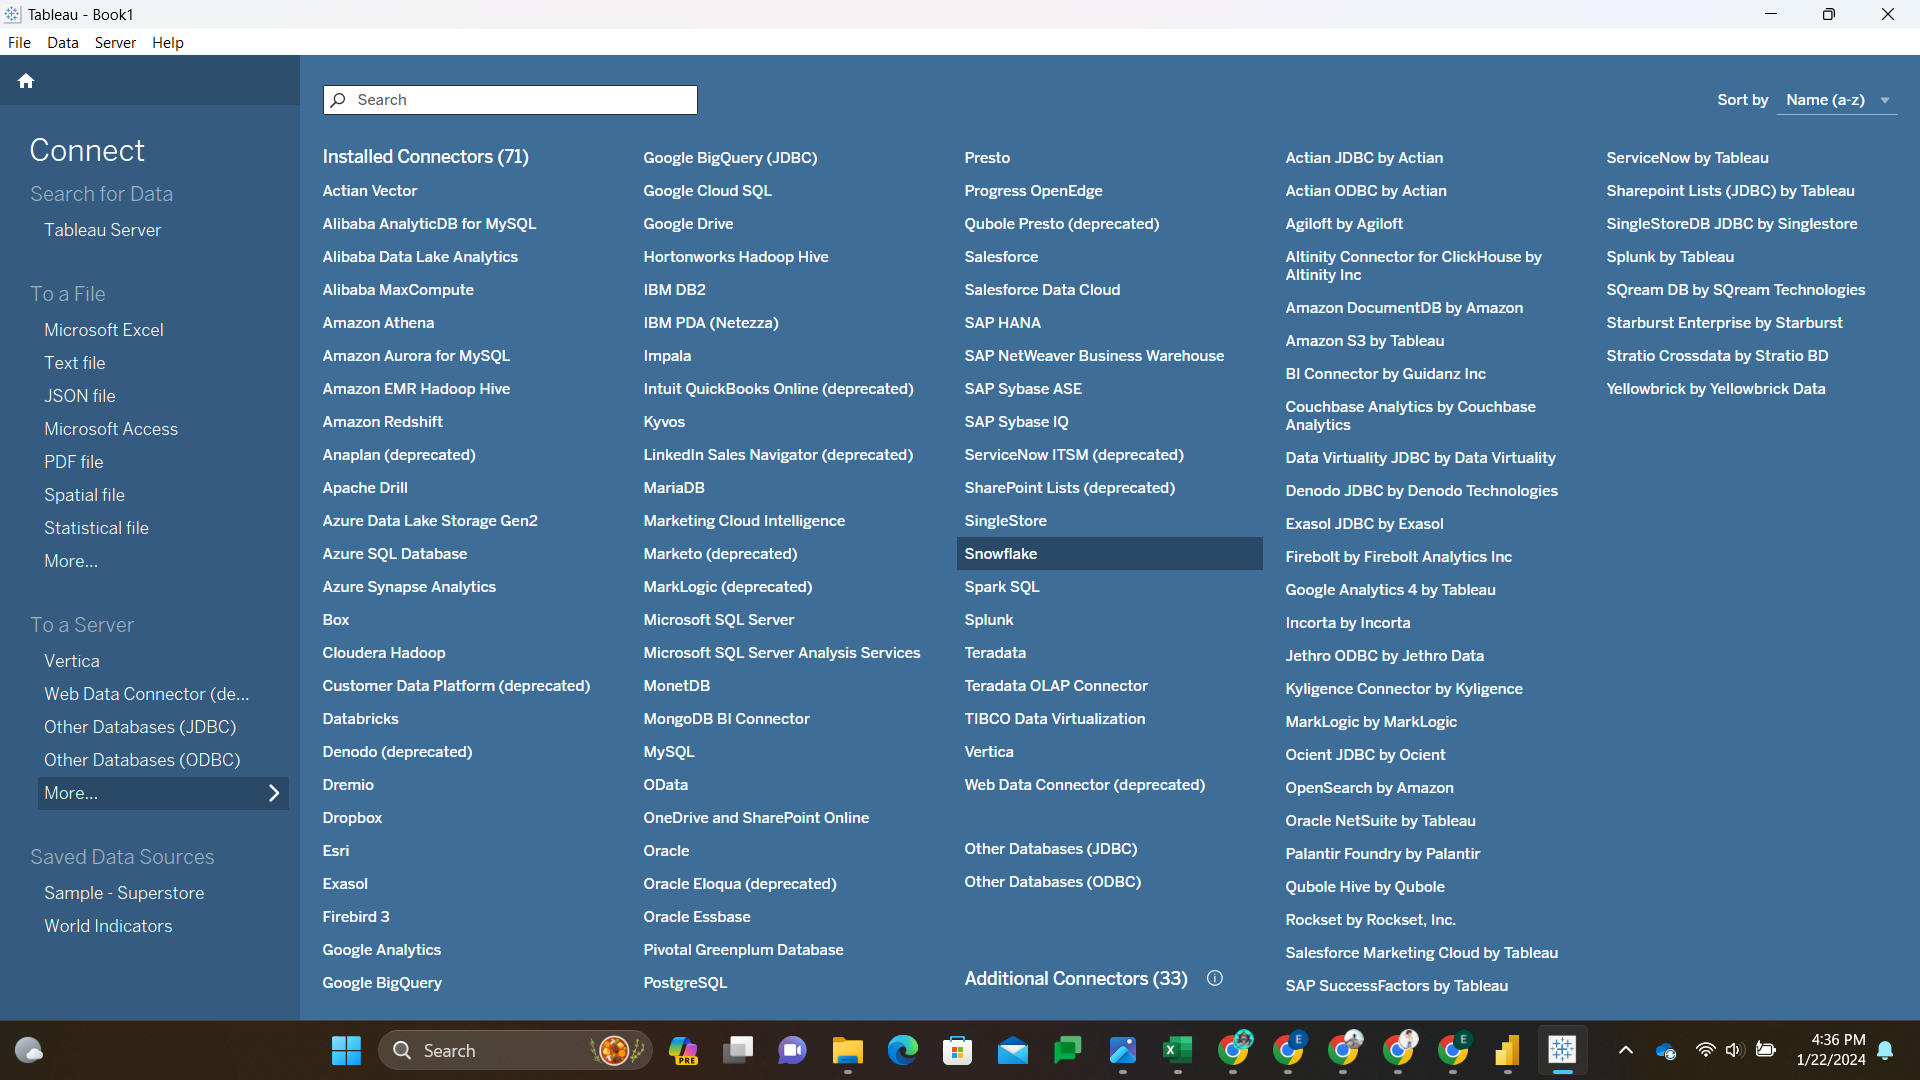 Tableau - Book1
File Data Server Help
Connect
Search for Data
Tableau Server
To a File
Microsoft Excel
Text file
JSON file
Microsoft Access
PDF file
Spatial file
Statistical file
More...
To a Server
Vertica
Web Data Connector (de...
Other Databases (JDBC)
Other Databases (ODBC)
More...
Saved Data Sources
Sample - Superstore
World Indicators
Search
Sort by Name (a-z)
Installed Connectors (71)
Actian Vector
Alibaba AnalyticDB for MySQL
Alibaba Data Lake Analytics
Alibaba MaxCompute
Amazon Athena
Amazon Aurora for MySQL
Amazon EMR Hadoop Hive
Amazon Redshift
Anaplan (deprecated)
Apache Drill
Azure Data Lake Storage Gen2
Azure SQL Database
Azure Synapse Analytics
Box
Cloudera Hadoop
Customer Data Platform (deprecated)
Databricks
Denodo (deprecated)
Dremio
Dropbox
Esri
Exasol
Firebird 3
Google Analytics
Google BigQuery
Google BigQuery (JDBC)
Google Cloud SQL
Google Drive
Hortonworks Hadoop Hive
IBM DB2
IBM PDA (Netezza)
Impala
Intuit QuickBooks Online (deprecated)
Kyvos
LinkedIn Sales Navigator (deprecated)
MariaDB
Marketing Cloud Intelligence
Marketo (deprecated)
MarkLogic (deprecated)
Microsoft SQL Server
Microsoft SQL Server Analysis Services
MonetDB
MongoDB BI Connector
MySQL
OData
OneDrive and SharePoint Online
Oracle
Oracle Eloqua (deprecated)
Oracle Essbase
Pivotal Greenplum Database
PostgreSQL
Presto
Progress OpenEdge
Qubole Presto (deprecated)
Salesforce
Salesforce Data Cloud
SAP HANA
SAP NetWeaver Business Warehouse
SAP Sybase ASE
SAP Sybase IQ
ServiceNow ITSM (deprecated)
SharePoint Lists (deprecated)
SingleStore
Snowflake
Spark SQL
Splunk
Teradata
Teradata OLAP Connector
TIBCO Data Virtualization
Vertica
Web Data Connector (deprecated)
Other Databases (JDBC)
Other Databases (ODBC)
Additional Connectors (33)
Actian JDBC by Actian
Actian ODBC by Actian
Agiloft by Agiloft
Altinity Connector for ClickHouse by
Altinity Inc
Amazon DocumentDB by Amazon
Amazon S3 by Tableau
BI Connector by Guidanz Inc
Couchbase Analytics by Couchbase
Analytics
Data Virtuality JDBC by Data Virtuality
Denodo JDBC by Denodo Technologies
Exasol JDBC by Exasol
Firebolt by Firebolt Analytics Inc
Google Analytics 4 by Tableau
Incorta by Incorta
Jethro ODBC by Jethro Data
Kyligence Connector by Kyligence
MarkLogic by MarkLogic
Ocient JDBC by Ocient
OpenSearch by Amazon
Oracle NetSuite by Tableau
Palantir Foundry by Palantir
Qubole Hive by Qubole
Rockset by Rockset, Inc.
Salesforce Marketing Cloud by Tableau
SAP SuccessFactors by Tableau
ServiceNow by Tableau
Sharepoint Lists (JDBC) by Tableau
SingleStoreDB JDBC by Singlestore
Splunk by Tableau
SQream DB by SQream Technologies
Starburst Enterprise by Starburst
Stratio Crossdata by Stratio BD
Yellowbrick by Yellowbrick Data
Search
PRE
E
E
4:36 PM
1/22/2024